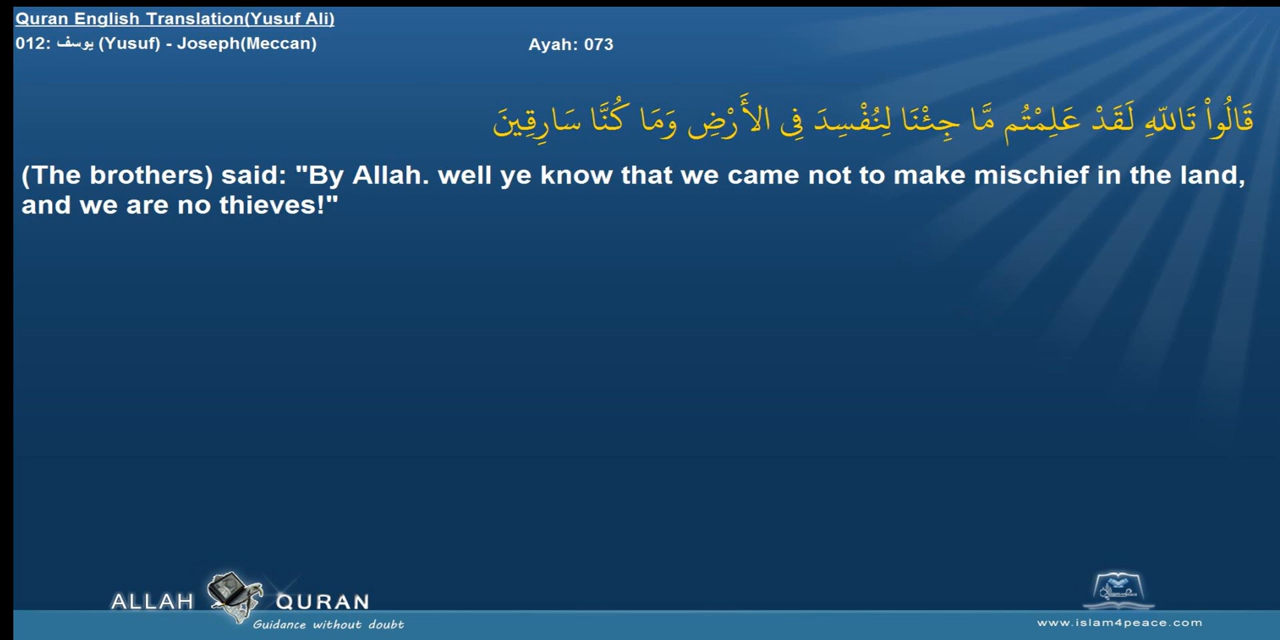 Quran English Translation(Yusuf Ali)
012: يوسف (Yusuf) - Joseph(Meccan)
Ayah: 073
قَالُواْ تَاللّهِ لَقَدْ عَلِمْتُم مَّا جِئْنَا لِنُفْسِدَ فِي الأَرْضِ وَمَا كُنَّا سَارِقِينَ
(The brothers) said: "By Allah. well ye know that we came not to make mischief in the land,
and we are no thieves!"
ALLAH QURAN
Guidance without doubt
www.islam4peace.com